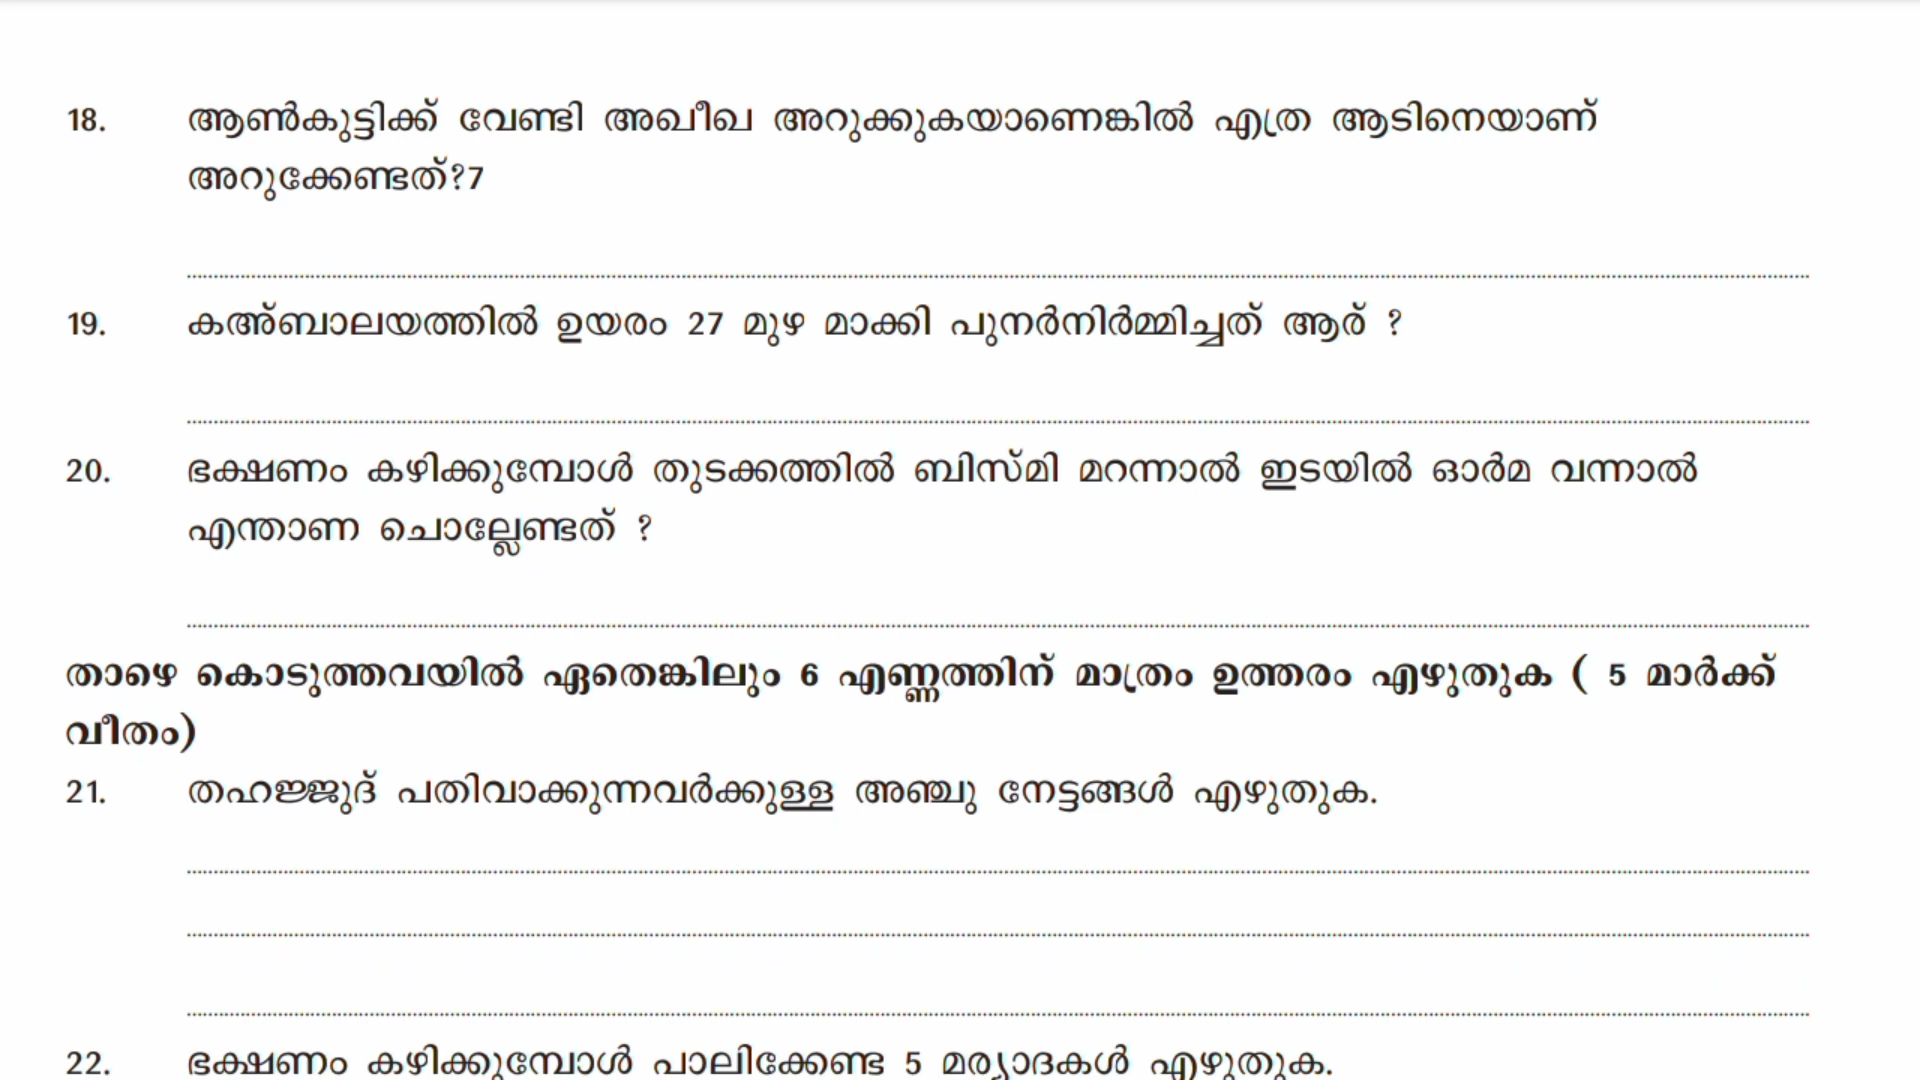 18. ആൺകുട്ടിക്ക് വേണ്ടി അഖീഖ അറുക്കുകയാണെങ്കിൽ എത്ര ആടിനെയാണ്
അറുക്കേണ്ടത്?7
19. കഅ്ബാലയത്തിൽ ഉയരം 27 മുഴ മാക്കി പുനർനിർമ്മിച്ചത് ആര് ?
20. ഭക്ഷണം കഴിക്കുമ്പോൾ തുടക്കത്തിൽ ബിസ്മി മറന്നാൽ ഇടയിൽ ഓർമ വന്നാൽ
എന്താണ ചൊല്ലേണ്ടത് ?
താഴെ കൊടുത്തവയിൽ ഏതെങ്കിലും 6 എണ്ണത്തിന് മാത്രം ഉത്തരം എഴുതുക ( 5 മാർക്ക്
വീതം)
21. തഹജ്ജുദ് പതിവാക്കുന്നവർക്കുള്ള അഞ്ചു നേട്ടങ്ങൾ എഴുതുക.
22. ഭക്ഷണം കഴിക്കുമ്പോൾ പാലിക്കേണ്ട 5 മര്യാദകൾ എഴുതുക.